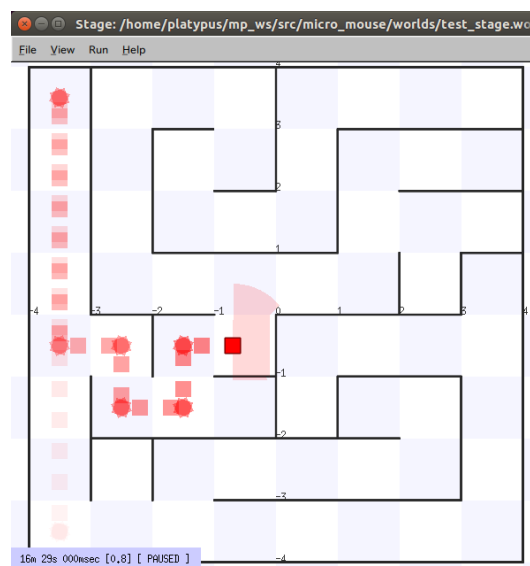 Stage: /home/platypus/mp_ws/src/micro_mouse/worlds/test_stage.wo
File View Run Help
4
3
2
1
-4 -3 -2 -1 0 1 2 3 4
-1
-2
-3
-4
16m 29s 000msec [0.8] [ PAUSED ]